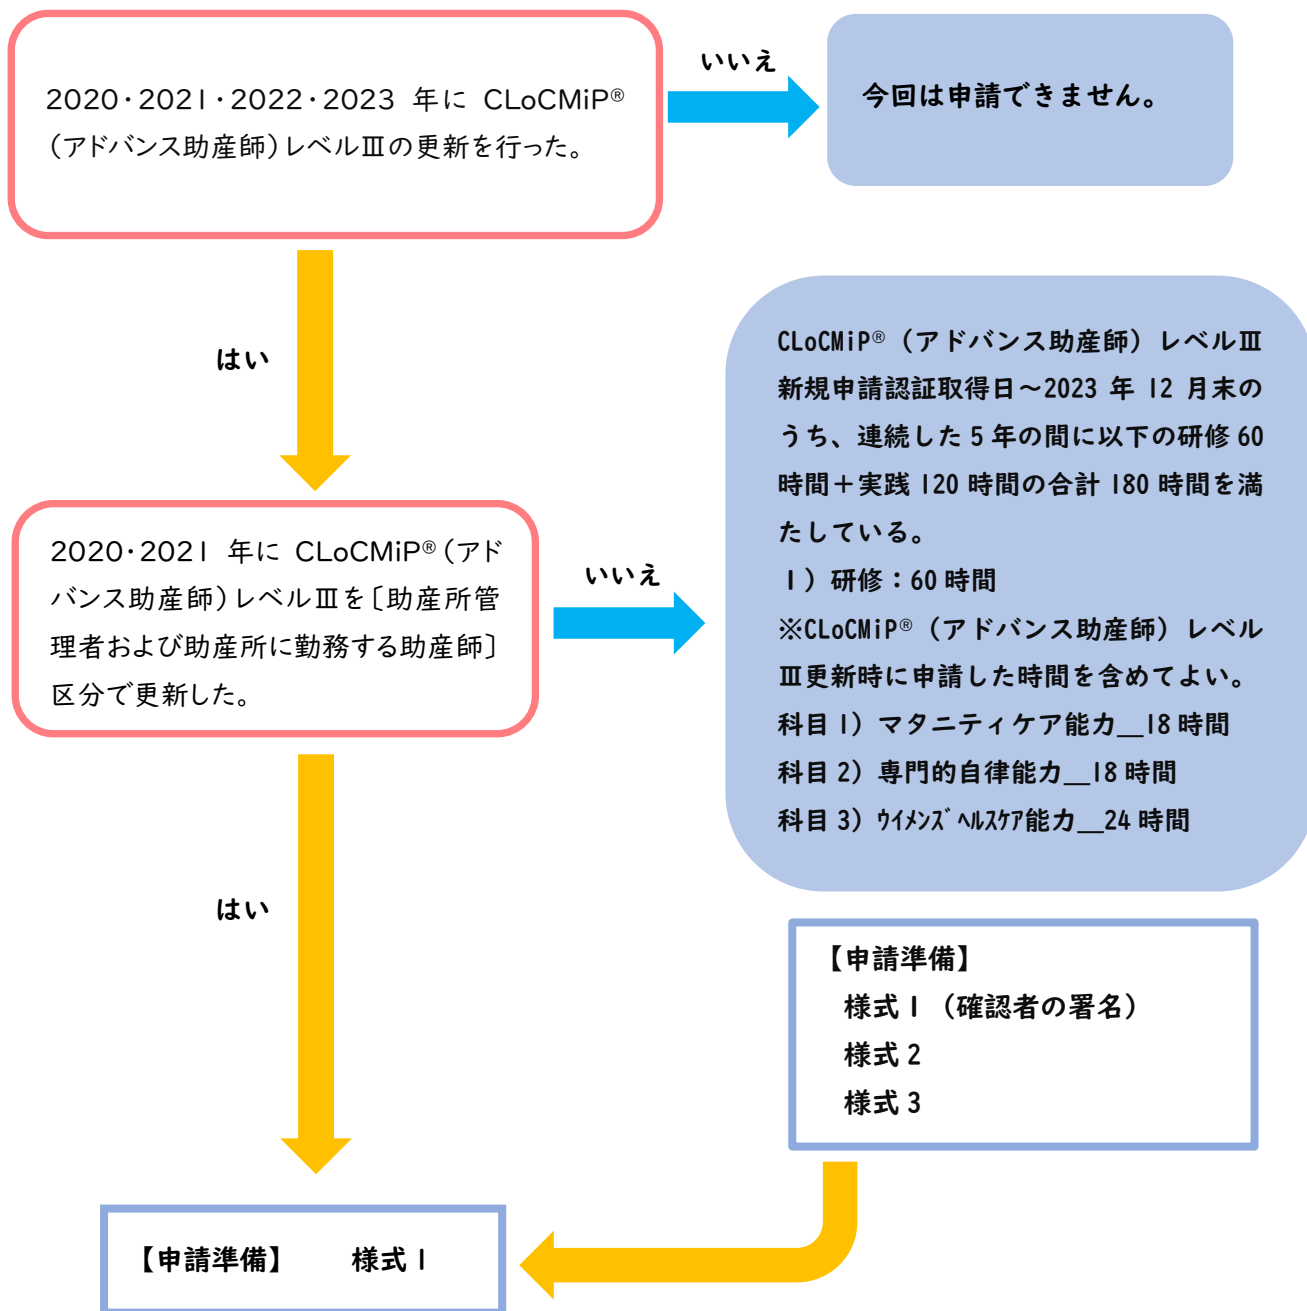 2020・2021・2022・2023 年に CLoCMiP®
（アドバンス助産師）レベルⅢの更新を行った。
いいえ
今回は申請できません。
はい
2020・2021 年に CLoCMiP®（アド
バンス助産師）レベルⅢを〔助産所管
理者および助産所に勤務する助産師〕
区分で更新した。
いいえ
CLoCMiP®（アドバンス助産師）レベルⅢ
新規申請認証取得日～2023 年 12 月末の
うち、連続した 5 年の間に以下の研修 60
時間＋実践 120 時間の合計 180 時間を満
たしている。
1）研修：60 時間
※CLoCMiP®（アドバンス助産師）レベル
Ⅲ更新時に申請した時間を含めてよい。
科目 1）マタニティケア能力__18 時間
科目 2）専門的自律能力__18 時間
科目 3）ｳｲﾒﾝｽﾞﾍﾙｽｹｱ能力__24 時間
はい
【申請準備】
様式 1（確認者の署名）
様式 2
様式 3
【申請準備】　　様式 1